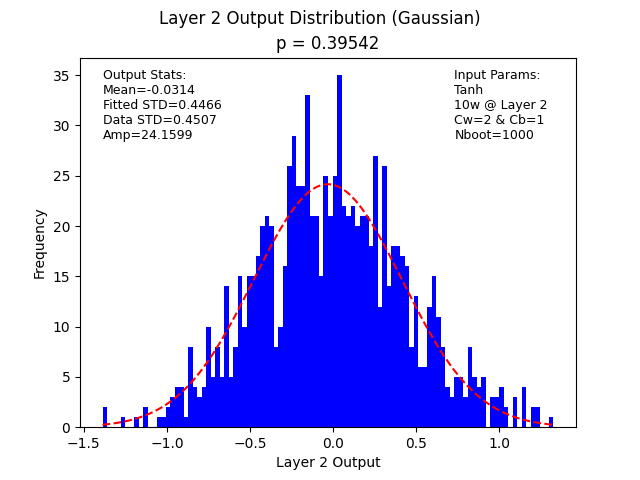 Layer 2 Output Distribution (Gaussian)
p = 0.39542
Output Stats:
Mean=-0.0314
Fitted STD=0.4466
Data STD=0.4507
Amp=24.1599
Input Params:
Tanh
10w @ Layer 2
Cw=2 & Cb=1
Nboot=1000
Frequency
35
30
25
20
15
10
5
0
−1.5
−1.0
−0.5
0.0
0.5
1.0
Layer 2 Output